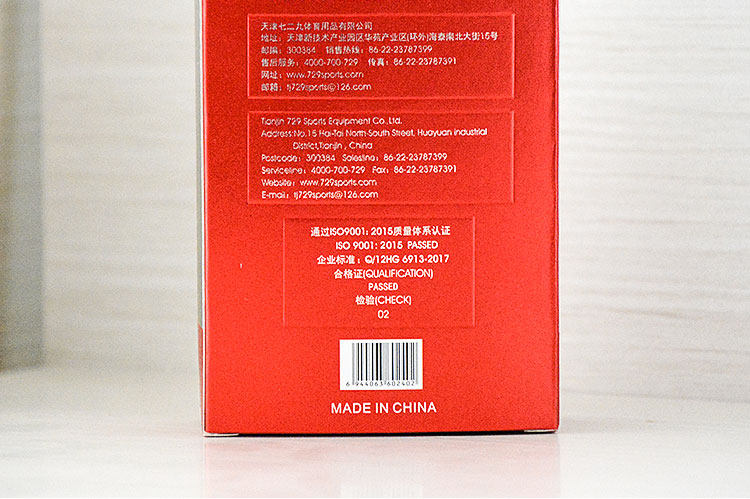 天津七二九体育用品有限公司
地址：天津新技术产业园区华苑产业区(环外)海泰南北大街15号
邮编：300384 销售热线：86-22-23787399
售后服务：4000-700-729 传真：86-22-23787391
网址：www.729sports.com
邮箱：tj729sports@126.com
Tianjin 729 Sports Equipment Co.,Ltd.
Address:No.15 Hai-Tai North-South Street, Huayuan industrial
District,Tianjin , China
Postcode：300384 Salesline：86-22-23787399
Serviceline：4000-700-729 Fax：86-22-23787391
Website：www.729sports.com
E-mail：tj729sports@126.com
通过ISO9001: 2015质量体系认证
ISO 9001: 2015 PASSED
企业标准：Q/12HG 6913-2017
合格证(QUALIFICATION)
PASSED
检验(CHECK)
02
6 944063 602402
MADE IN CHINA